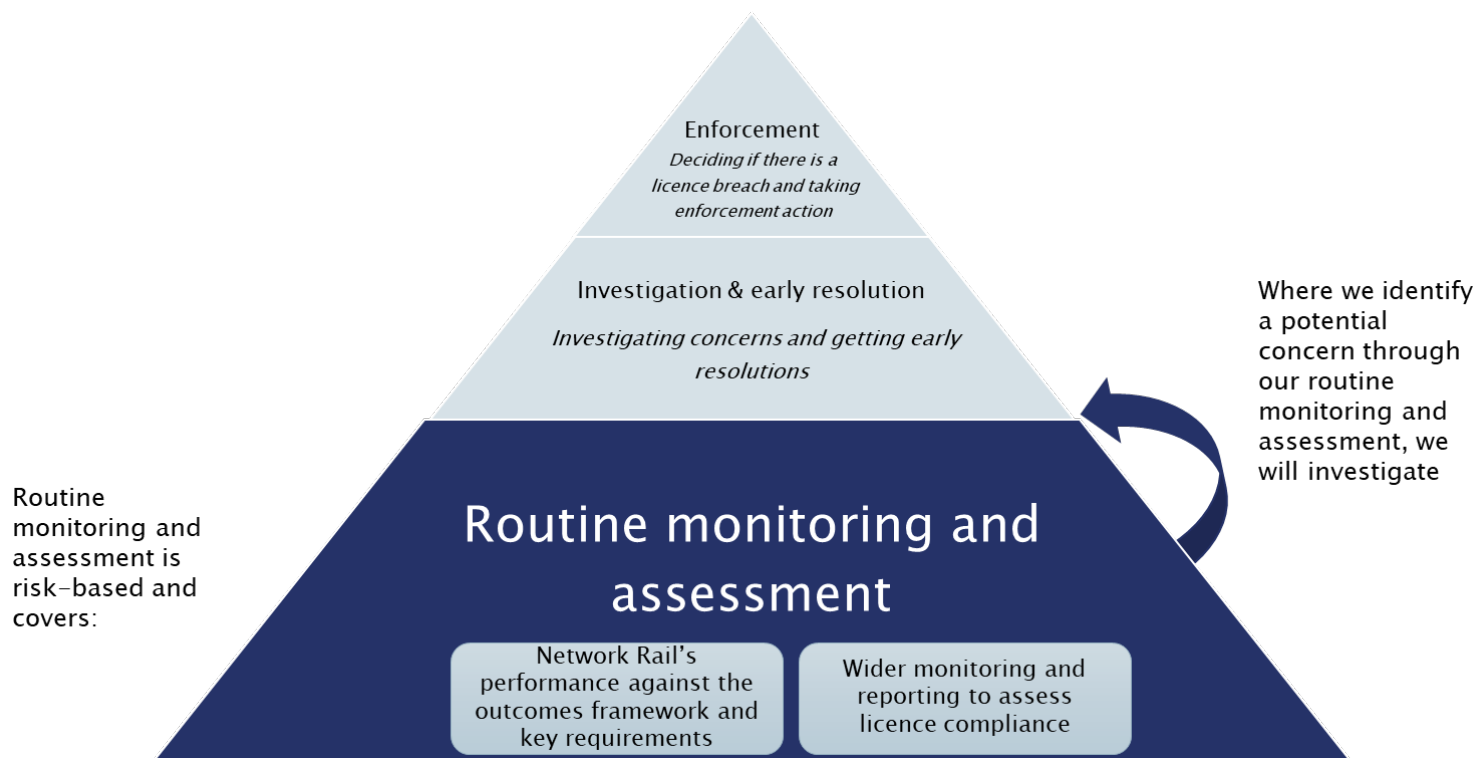 Enforcement
Deciding if there is a
licence breach and taking
enforcement action
Investigation & early resolution
Investigating concerns and getting early
resolutions
Where we identify
a potential
concern through
our routine
monitoring and
assessment, we
will investigate
Routine
monitoring and
assessment is
risk-based and
covers:
Routine monitoring and
assessment
Network Rail's
performance against the
outcomes framework and
key requirements
Wider monitoring and
reporting to assess
licence compliance